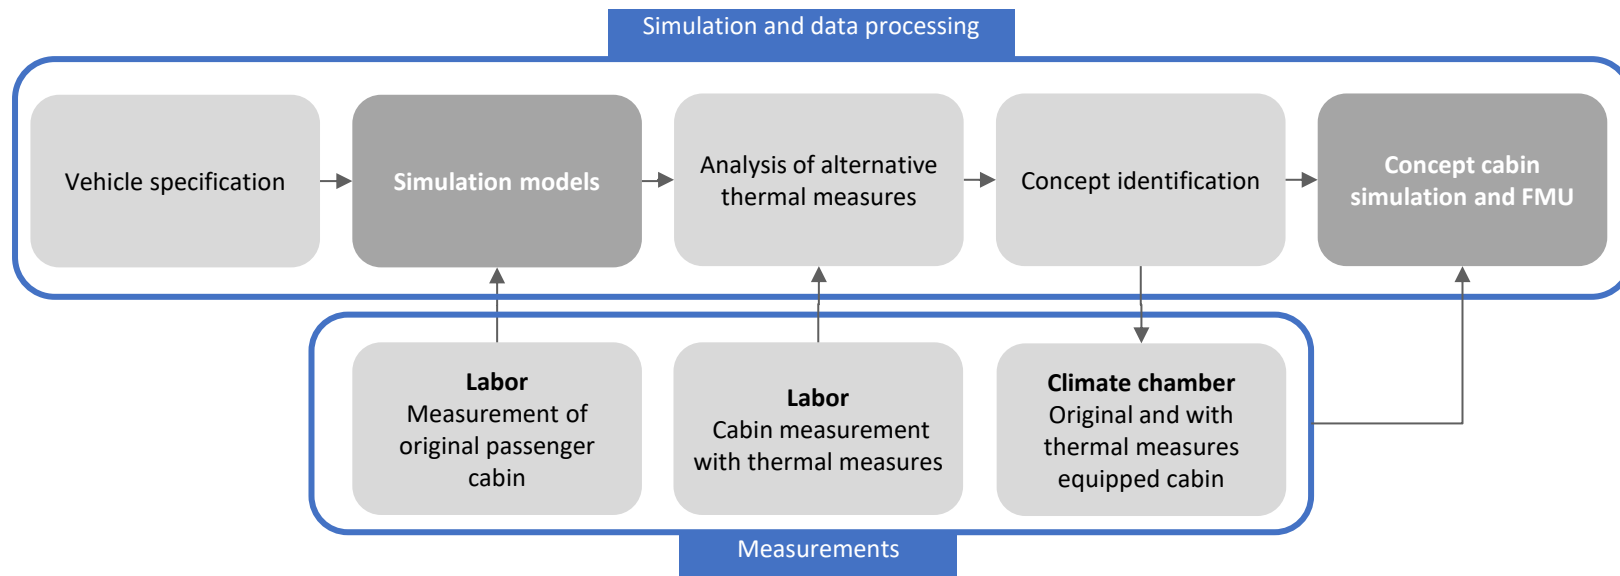 Simulation and data processing
Vehicle specification
Simulation models
Analysis of alternative
thermal measures
Concept identification
Concept cabin
simulation and FMU
Labor
Measurement of
original passenger
cabin
Labor
Cabin measurement
with thermal measures
Climate chamber
Original and with
thermal measures
equipped cabin
Measurements